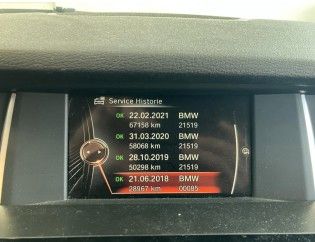 Service Historie
OK 22.02.2021 BMW
67158 km 21519
OK 31.03.2020 BMW
58068 km 21519
OK 28.10.2019 BMW
50298 km 21519
OK 21.06.2018 BMW
28967 km 00085